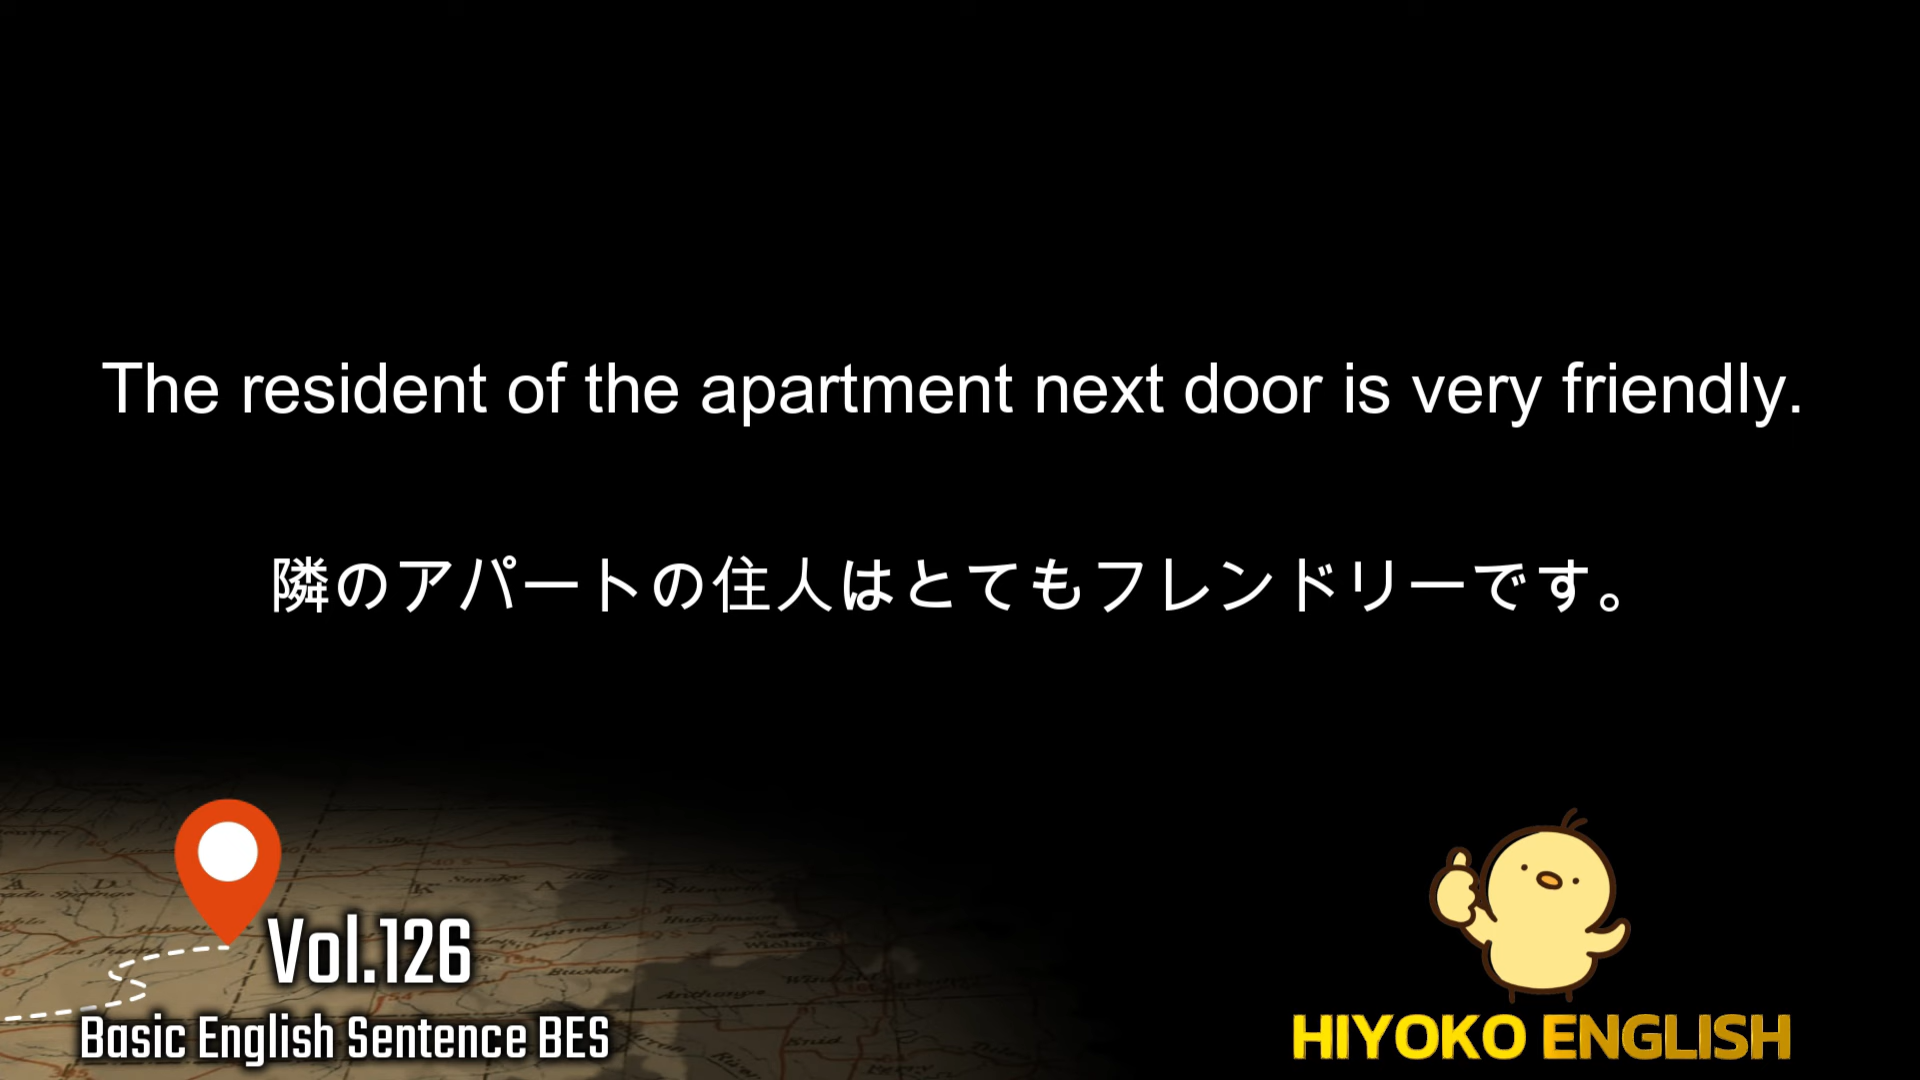 The resident of the apartment next door is very friendly.
隣のアパートの住人はとてもフレンドリーです。
Vol.126
Basic English Sentence BES
HIYOKO ENGLISH